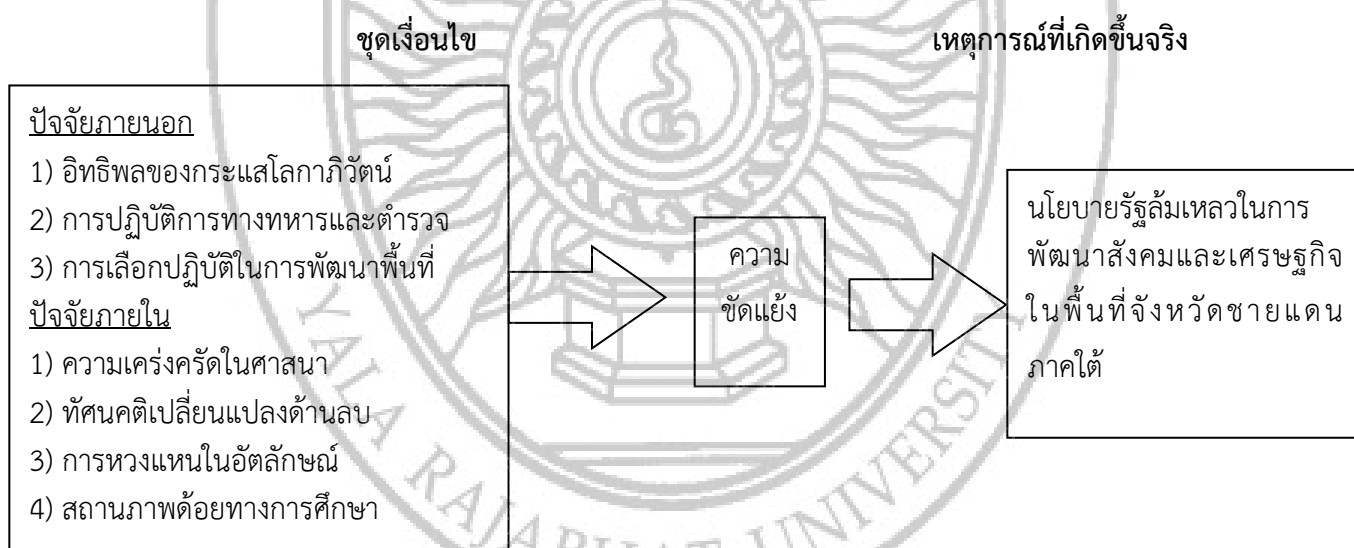 ชุดเงื่อนไข
เหตุการณ์ที่เกิดขึ้นจริง
ปัจจัยภายนอก
1) อิทธิพลของกระแสโลกาภิวัตน์
2) การปฏิบัติการทางทหารและตำรวจ
3) การเลือกปฏิบัติในการพัฒนาพื้นที่
ปัจจัยภายใน
1) ความเคร่งครัดในศาสนา
2) ทัศนคติเปลี่ยนแปลงด้านลบ
3) การหวงแหนในอัตลักษณ์
4) สถานภาพด้อยทางการศึกษา
ความ
ขัดแย้ง
นโยบายรัฐล้มเหลวในการ
พัฒนาสังคมและเศรษฐกิจ
ในพื้นที่จังหวัดชายแดน
ภาคใต้
YALA RAJABHAT UNIVERSIT